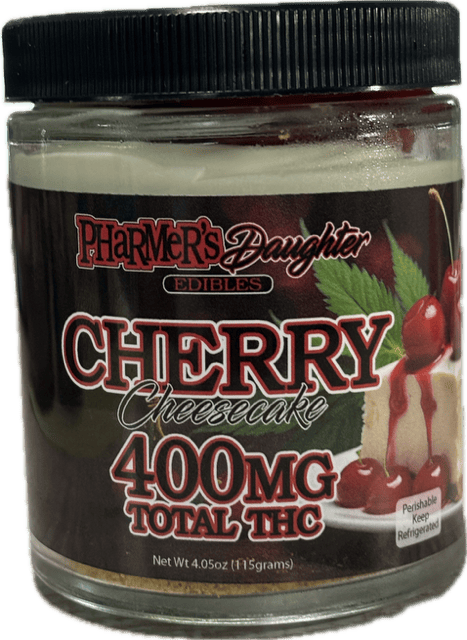 PHARMER'S Daughter
EDIBLES
CHERRY
Cheesecake
400MG
TOTAL THC
Perishable
Keep
Refrigerated
Net Wt 4.05oz (115grams)